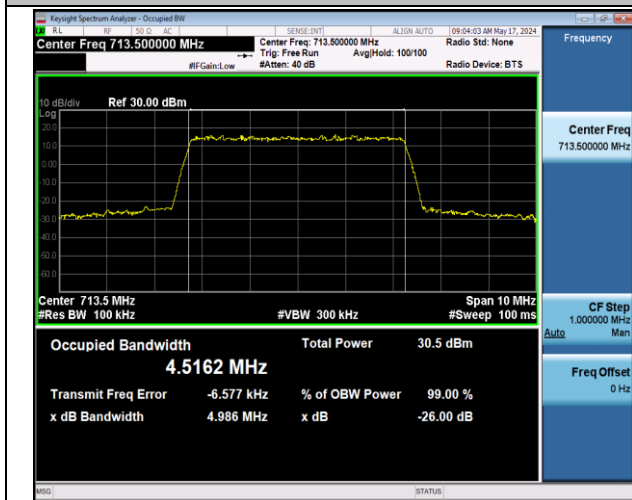 Keysight Spectrum Analyzer - Occupied BW
RL RF 50 Ω AC SENSE:INT ALIGN AUTO 09:04:03 AM May 17, 2024
Center Freq 713.500000 MHz Center Freq: 713.500000 MHz Radio Std: None
Trig: Free Run Avg|Hold: 100/100
#IFGain:Low #Atten: 40 dB Radio Device: BTS
Frequency
10 dB/div Ref 30.00 dBm
Log
20.0
10.0
0.00
-10.0
-20.0
-30.0
-40.0
-50.0
-60.0
Center 713.5 MHz Span 10 MHz
#Res BW 100 kHz #VBW 300 kHz #Sweep 100 ms
Occupied Bandwidth Total Power 30.5 dBm
4.5162 MHz
Transmit Freq Error -6.577 kHz % of OBW Power 99.00 %
x dB Bandwidth 4.986 MHz x dB -26.00 dB
Center Freq
713.500000 MHz
CF Step
1.000000 MHz
Auto Man
Freq Offset
0 Hz
MSG STATUS